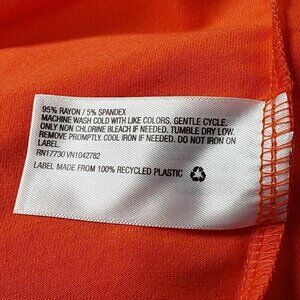 95% RAYON / 5% SPANDEX
MACHINE WASH COLD WITH LIKE COLORS. GENTLE CYCLE.
ONLY NON CHLORINE BLEACH IF NEEDED. TUMBLE DRY LOW.
REMOVE PROMPTLY. COOL IRON IF NEEDED. DO NOT IRON ON
LABEL.
RN17730 VN1042782
LABEL MADE FROM 100% RECYCLED PLASTIC